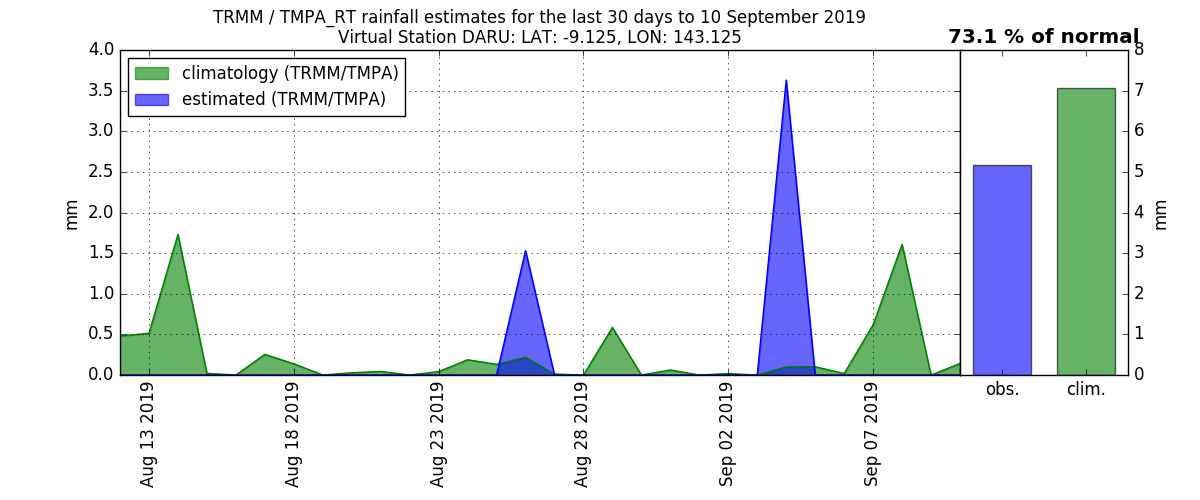 TRMM / TMPA_RT rainfall estimates for the last 30 days to 10 September 2019
Virtual Station DARU: LAT: -9.125, LON: 143.125
73.1 % of normal
climatology (TRMM/TMPA)
estimated (TRMM/TMPA)
4.0
3.5
3.0
2.5
2.0
1.5
1.0
0.5
0.0
mm
Aug 13 2019
Aug 18 2019
Aug 23 2019
Aug 28 2019
Sep 02 2019
Sep 07 2019
8
7
6
5
4
3
2
1
0
mm
obs.
clim.